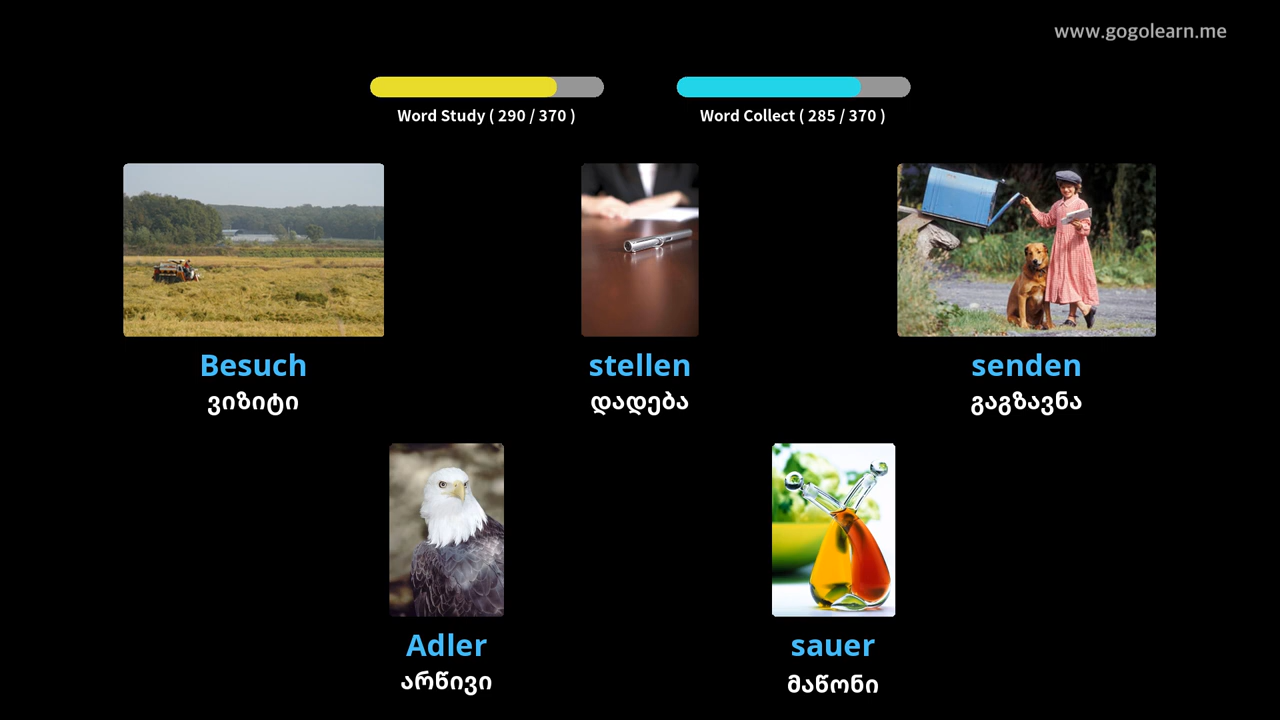 www.gogolearn.me
Word Study ( 290 / 370 )
Word Collect ( 285 / 370 )
Besuch
ვიზიტი
stellen
დადება
senden
გაგზავნა
Adler
არწივი
sauer
მაწონი